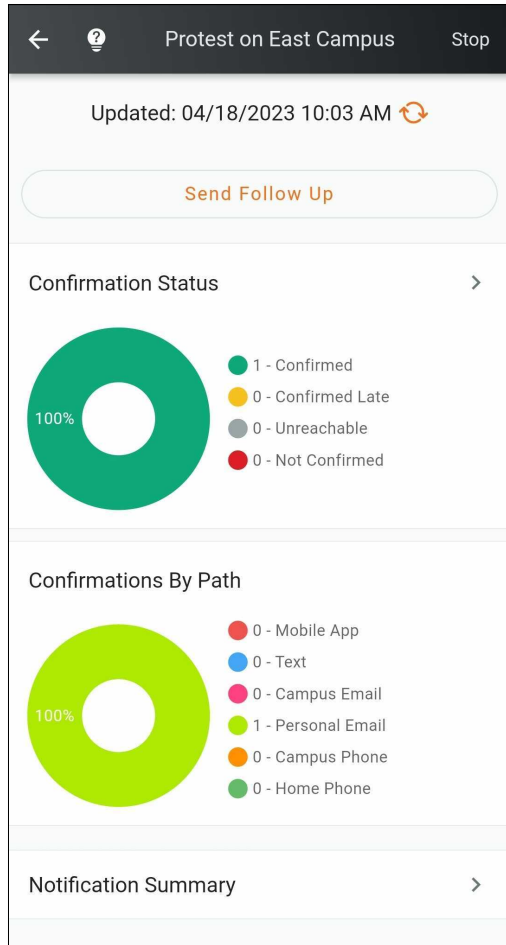 Protest on East Campus Stop
Updated: 04/18/2023 10:03 AM
Send Follow Up
Confirmation Status
100%
1 - Confirmed
0 - Confirmed Late
0 - Unreachable
0 - Not Confirmed
Confirmations By Path
100%
0 - Mobile App
0 - Text
0 - Campus Email
1 - Personal Email
0 - Campus Phone
0 - Home Phone
Notification Summary